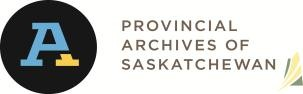 A
PROVINCIAL
ARCHIVES OF
SASKATCHEWAN